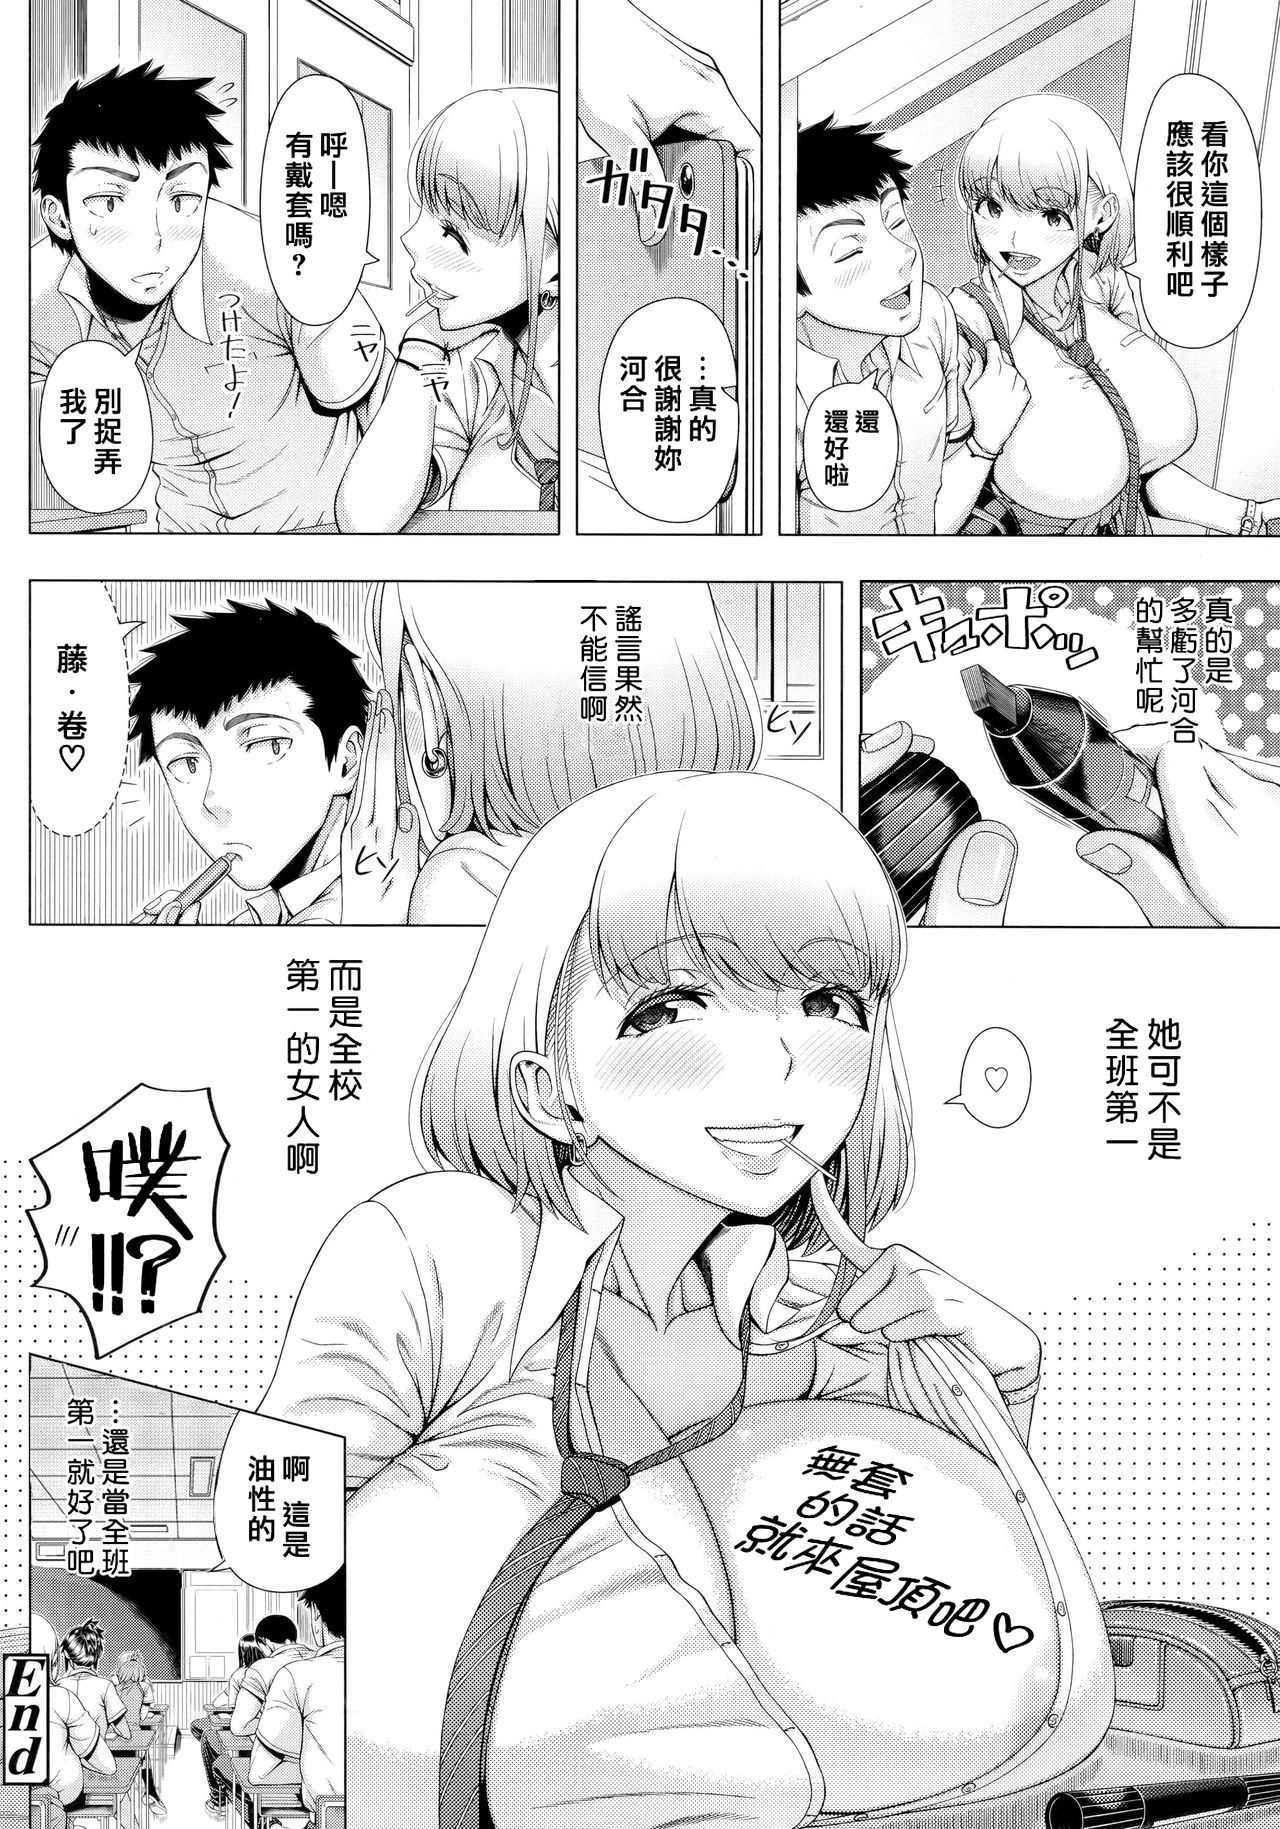 看你這個樣子
應該很順利吧
還
還好啦
ガタタ…
…真的
很謝謝妳
河合
呼—嗯
有戴套嗎？
つけたよ！
ニヤ
ニヤ
別捉弄
我了
真的是
多虧了河合
的幫忙呢
キュポッ
謠言果然
不能信啊
ヒソ
ヒソ
藤・卷♡
她可不是
全班第一
♡
而是全校
第一的女人啊
無套
的話
就來屋頂吧♡
噗!!?
啊 這是
油性的
…還是當全班
第一就好了吧
End